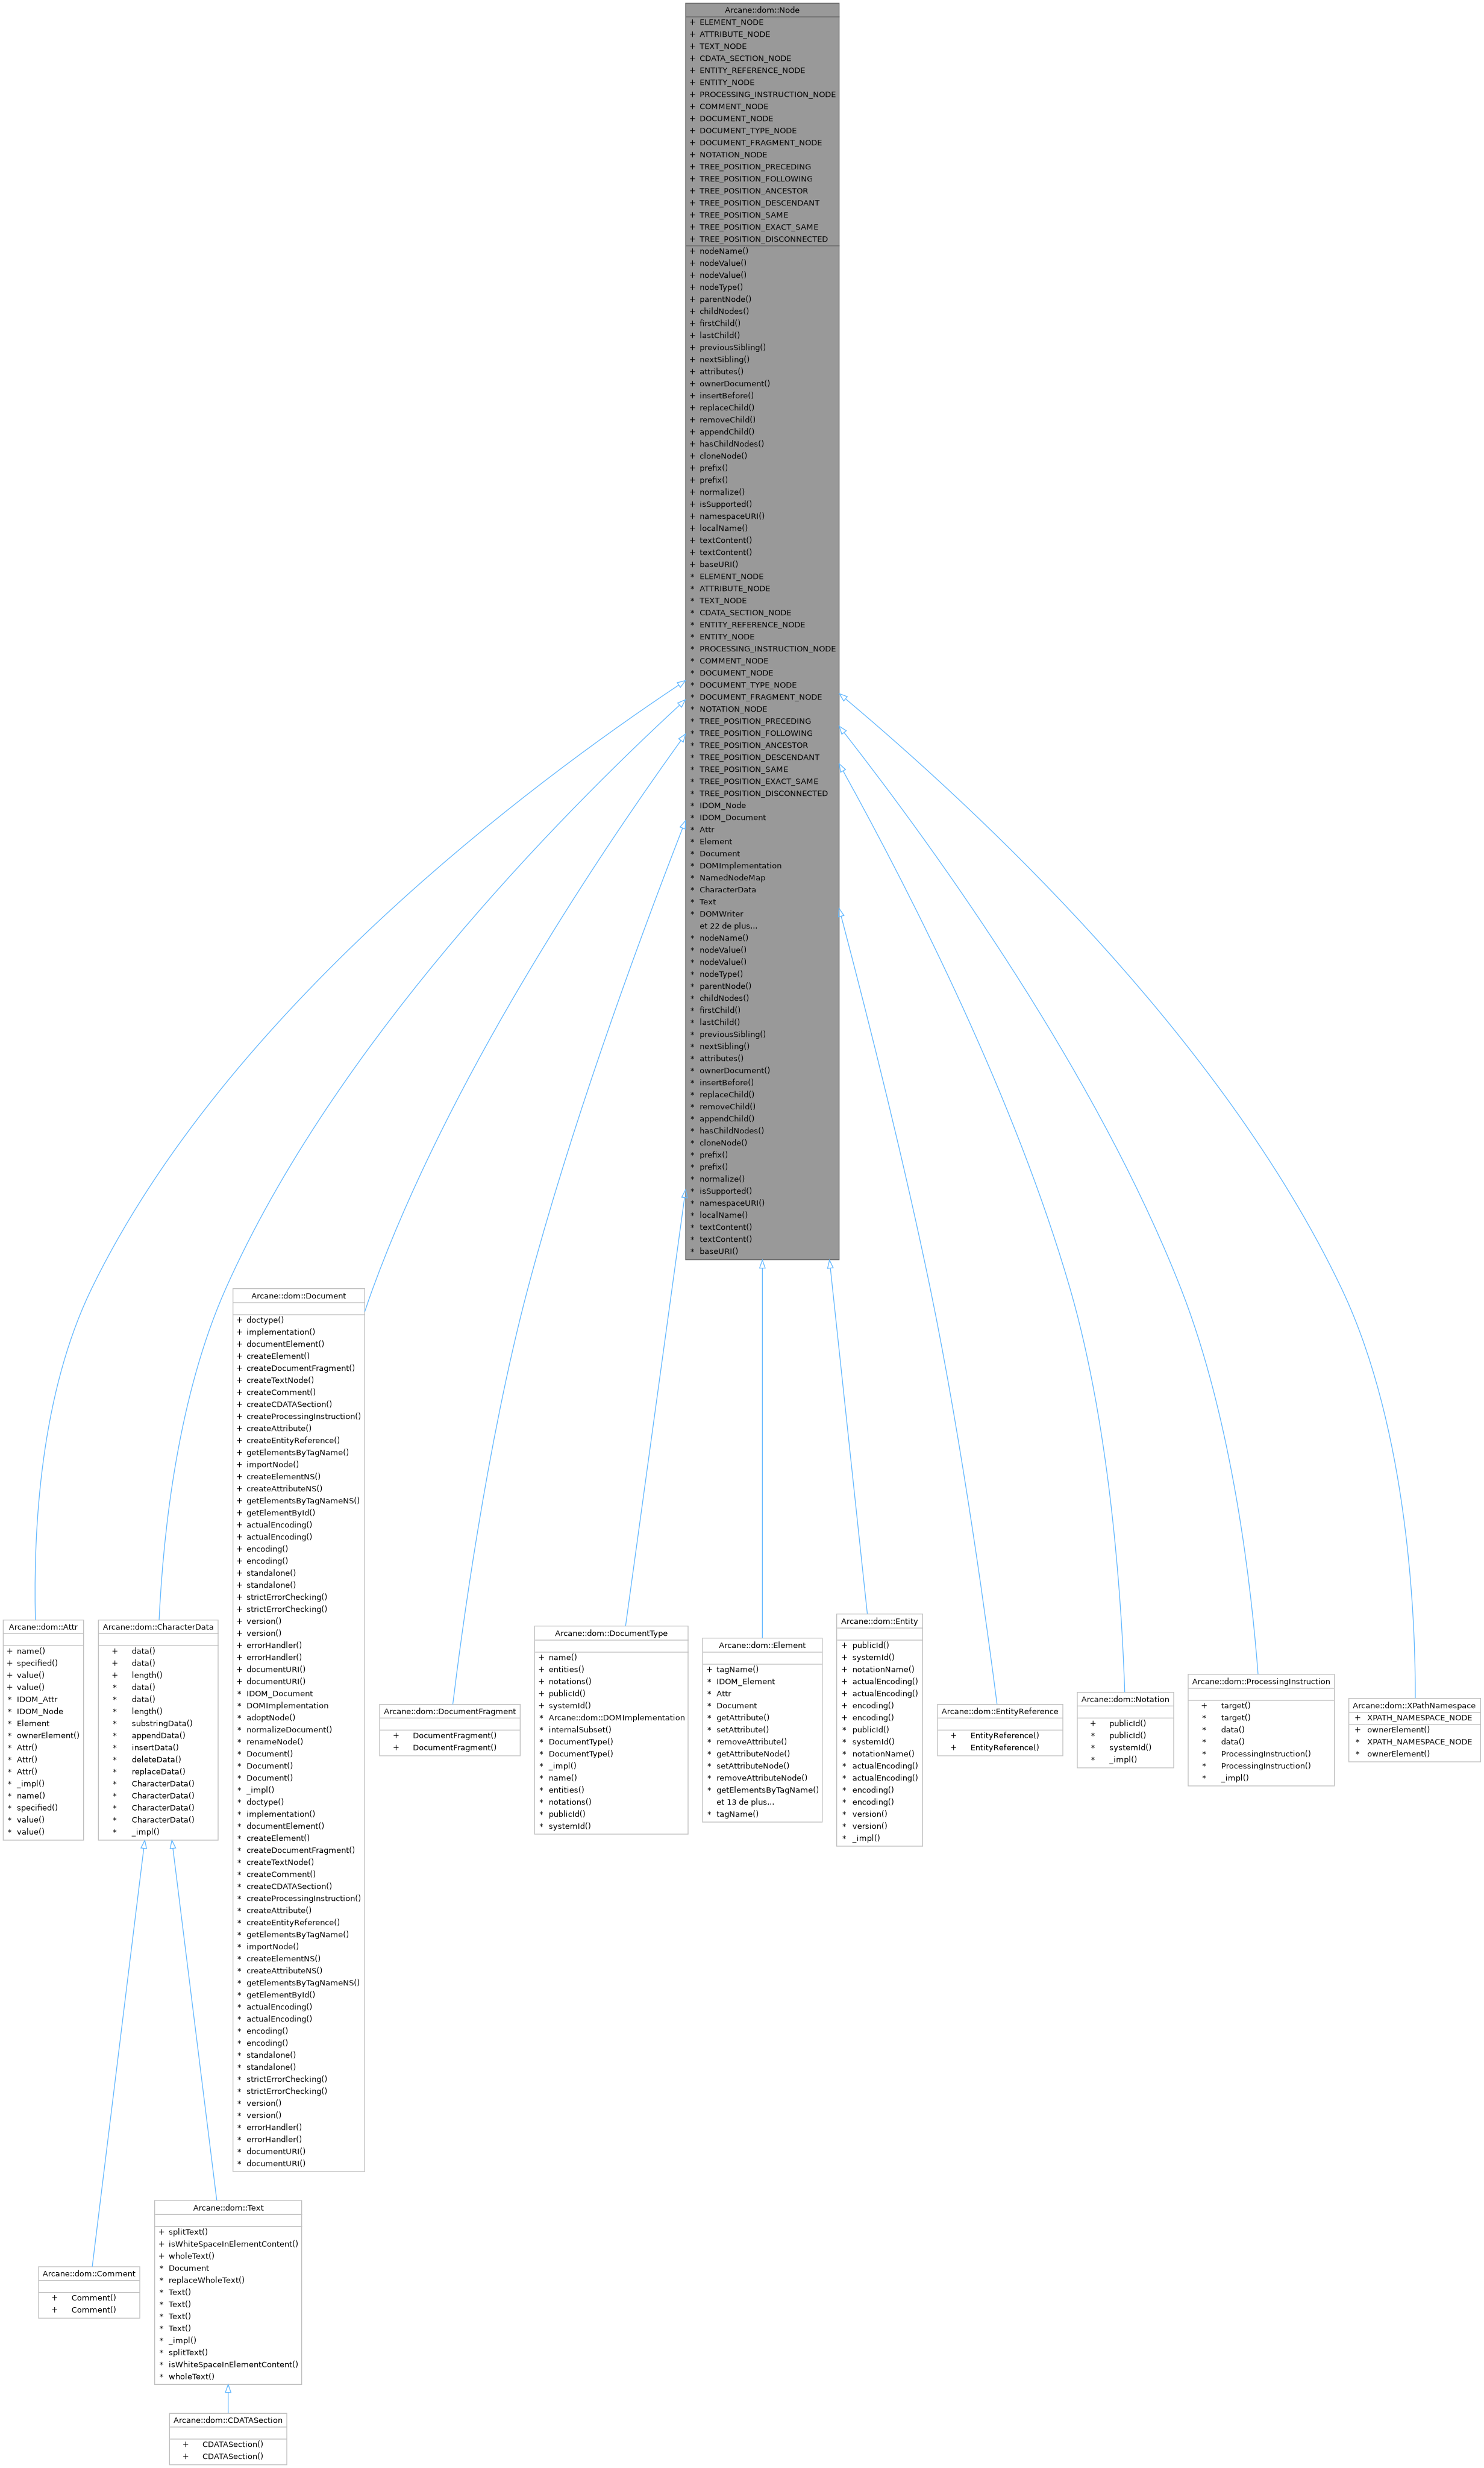 Arcane::dom::Node
+ ELEMENT_NODE
+ ATTRIBUTE_NODE
+ TEXT_NODE
+ CDATA_SECTION_NODE
+ ENTITY_REFERENCE_NODE
+ ENTITY_NODE
+ PROCESSING_INSTRUCTION_NODE
+ COMMENT_NODE
+ DOCUMENT_NODE
+ DOCUMENT_TYPE_NODE
+ DOCUMENT_FRAGMENT_NODE
+ NOTATION_NODE
+ TREE_POSITION_PRECEDING
+ TREE_POSITION_FOLLOWING
+ TREE_POSITION_ANCESTOR
+ TREE_POSITION_DESCENDANT
+ TREE_POSITION_SAME
+ TREE_POSITION_EXACT_SAME
+ TREE_POSITION_DISCONNECTED
+ nodeName()
+ nodeValue()
+ nodeValue()
+ nodeType()
+ parentNode()
+ childNodes()
+ firstChild()
+ lastChild()
+ previousSibling()
+ nextSibling()
+ attributes()
+ ownerDocument()
+ insertBefore()
+ replaceChild()
+ removeChild()
+ appendChild()
+ hasChildNodes()
+ cloneNode()
+ prefix()
+ prefix()
+ normalize()
+ isSupported()
+ namespaceURI()
+ localName()
+ textContent()
+ textContent()
+ baseURI()
* ELEMENT_NODE
* ATTRIBUTE_NODE
* TEXT_NODE
* CDATA_SECTION_NODE
* ENTITY_REFERENCE_NODE
* ENTITY_NODE
* PROCESSING_INSTRUCTION_NODE
* COMMENT_NODE
* DOCUMENT_NODE
* DOCUMENT_TYPE_NODE
* DOCUMENT_FRAGMENT_NODE
* NOTATION_NODE
* TREE_POSITION_PRECEDING
* TREE_POSITION_FOLLOWING
* TREE_POSITION_ANCESTOR
* TREE_POSITION_DESCENDANT
* TREE_POSITION_SAME
* TREE_POSITION_EXACT_SAME
* TREE_POSITION_DISCONNECTED
* IDOM_Node
* IDOM_Document
* Attr
* Element
* Document
* DOMImplementation
* NamedNodeMap
* CharacterData
* Text
* DOMWriter
et 22 de plus...
* nodeName()
* nodeValue()
* nodeValue()
* nodeType()
* parentNode()
* childNodes()
* firstChild()
* lastChild()
* previousSibling()
* nextSibling()
* attributes()
* ownerDocument()
* insertBefore()
* replaceChild()
* removeChild()
* appendChild()
* hasChildNodes()
* cloneNode()
* prefix()
* prefix()
* normalize()
* isSupported()
* namespaceURI()
* localName()
* textContent()
* textContent()
* baseURI()
Arcane::dom::Attr
+ name()
+ specified()
+ value()
+ value()
* IDOM_Attr
* IDOM_Node
* Element
* ownerElement()
* Attr()
* Attr()
* Attr()
* _impl()
* name()
* specified()
* value()
* value()
Arcane::dom::CharacterData
+ data()
+ data()
+ length()
* data()
* data()
* length()
* substringData()
* appendData()
* insertData()
* deleteData()
* replaceData()
* CharacterData()
* CharacterData()
* CharacterData()
* CharacterData()
* _impl()
Arcane::dom::Document
+ doctype()
+ implementation()
+ documentElement()
+ createElement()
+ createDocumentFragment()
+ createTextNode()
+ createComment()
+ createCDATASection()
+ createProcessingInstruction()
+ createAttribute()
+ createEntityReference()
+ getElementsByTagName()
+ importNode()
+ createElementNS()
+ createAttributeNS()
+ getElementsByTagNameNS()
+ getElementById()
+ actualEncoding()
+ actualEncoding()
+ encoding()
+ encoding()
+ standalone()
+ standalone()
+ strictErrorChecking()
+ strictErrorChecking()
+ version()
+ version()
+ errorHandler()
+ errorHandler()
+ documentURI()
+ documentURI()
* IDOM_Document
* DOMImplementation
* adoptNode()
* normalizeDocument()
* renameNode()
* Document()
* Document()
* Document()
* _impl()
* doctype()
* implementation()
* documentElement()
* createElement()
* createDocumentFragment()
* createTextNode()
* createComment()
* createCDATASection()
* createProcessingInstruction()
* createAttribute()
* createEntityReference()
* getElementsByTagName()
* importNode()
* createElementNS()
* createAttributeNS()
* getElementsByTagNameNS()
* getElementById()
* actualEncoding()
* actualEncoding()
* encoding()
* encoding()
* standalone()
* standalone()
* strictErrorChecking()
* strictErrorChecking()
* version()
* version()
* errorHandler()
* errorHandler()
* documentURI()
* documentURI()
Arcane::dom::DocumentFragment
+ DocumentFragment()
+ DocumentFragment()
Arcane::dom::DocumentType
+ name()
+ entities()
+ notations()
+ publicId()
+ systemId()
* Arcane::dom::DOMImplementation
* internalSubset()
* DocumentType()
* DocumentType()
* _impl()
* name()
* entities()
* notations()
* publicId()
* systemId()
Arcane::dom::Element
+ tagName()
* IDOM_Element
* Attr
* Document
* getAttribute()
* setAttribute()
* removeAttribute()
* getAttributeNode()
* setAttributeNode()
* removeAttributeNode()
* getElementsByTagName()
et 13 de plus...
* tagName()
Arcane::dom::Entity
+ publicId()
+ systemId()
+ notationName()
+ actualEncoding()
+ actualEncoding()
+ encoding()
+ encoding()
* publicId()
* systemId()
* notationName()
* actualEncoding()
* actualEncoding()
* encoding()
* encoding()
* version()
* version()
* _impl()
Arcane::dom::EntityReference
+ EntityReference()
+ EntityReference()
Arcane::dom::Notation
+ publicId()
* publicId()
* systemId()
* _impl()
Arcane::dom::ProcessingInstruction
+ target()
* target()
* data()
* data()
* ProcessingInstruction()
* ProcessingInstruction()
* _impl()
Arcane::dom::XPathNamespace
+ XPATH_NAMESPACE_NODE
+ ownerElement()
* XPATH_NAMESPACE_NODE
* ownerElement()
Arcane::dom::Comment
+ Comment()
+ Comment()
Arcane::dom::Text
+ splitText()
+ isWhiteSpaceInElementContent()
+ wholeText()
* Document
* replaceWholeText()
* Text()
* Text()
* Text()
* Text()
* _impl()
* splitText()
* isWhiteSpaceInElementContent()
* wholeText()
Arcane::dom::CDATASection
+ CDATASection()
+ CDATASection()